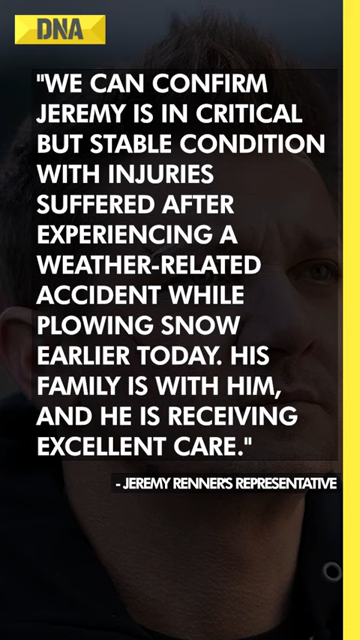 DNA
"WE CAN CONFIRM
JEREMY IS IN CRITICAL
BUT STABLE CONDITION
WITH INJURIES
SUFFERED AFTER
EXPERIENCING A
WEATHER-RELATED
ACCIDENT WHILE
PLOWING SNOW
EARLIER TODAY. HIS
FAMILY IS WITH HIM,
AND HE IS RECEIVING
EXCELLENT CARE."
- JEREMY RENNER'S REPRESENTATIVE